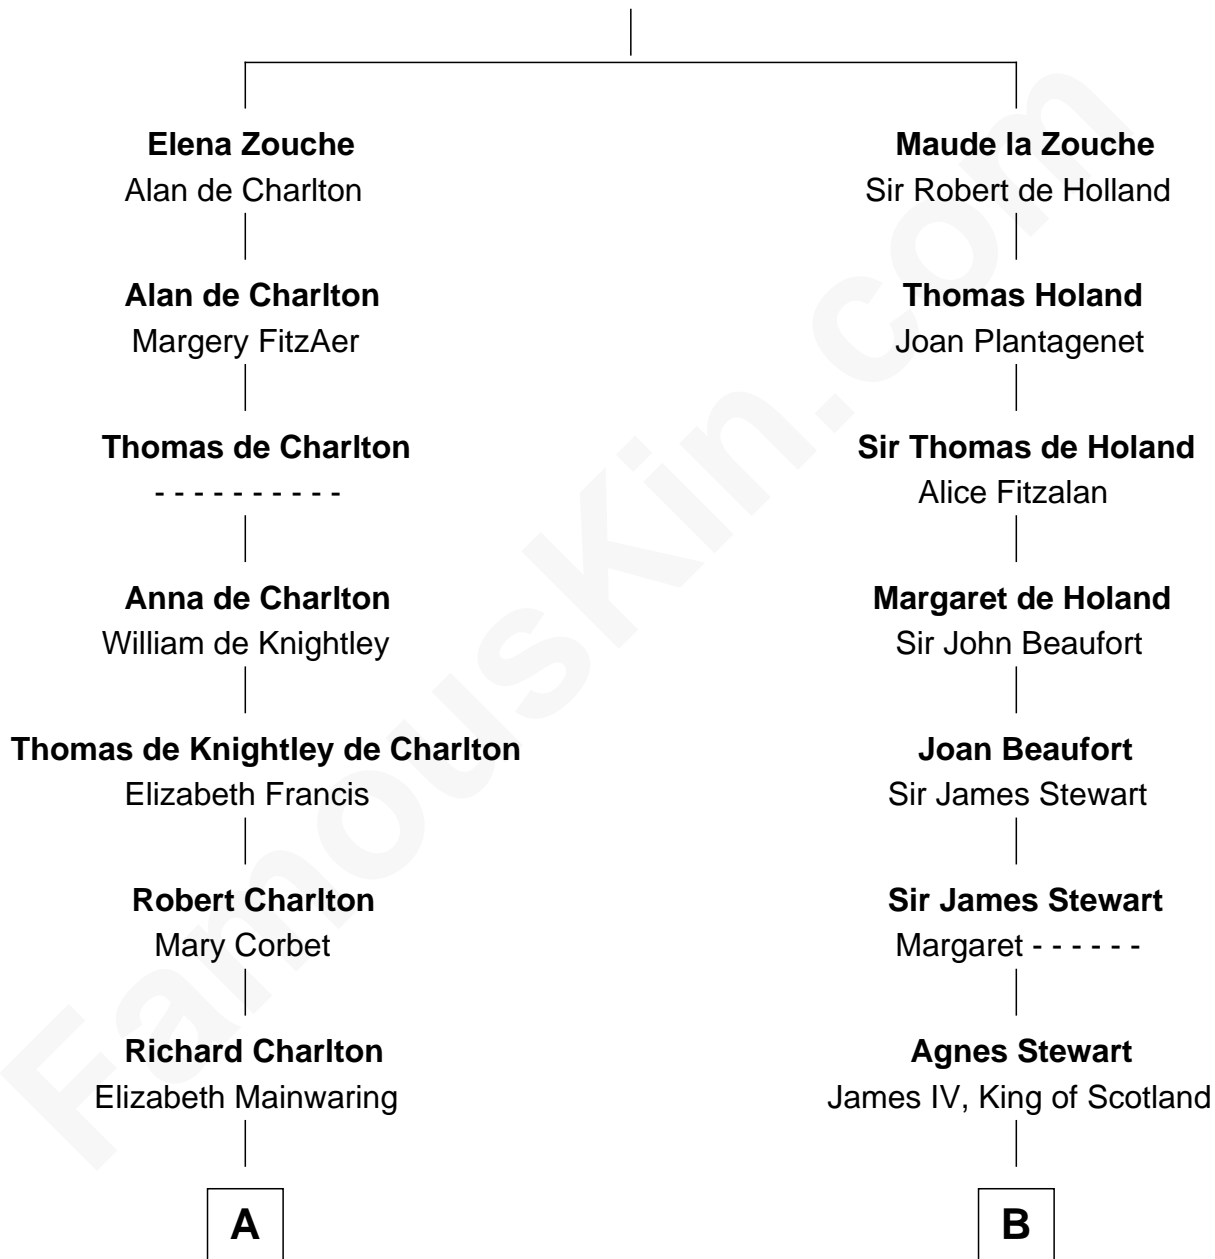 Elena Zouche
Alan de Charlton
Alan de Charlton
Margery FitzAer
Thomas de Charlton
- - - - - - - - - -
Anna de Charlton
William de Knightley
Thomas de Knightley de Charlton
Elizabeth Francis
Robert Charlton
Mary Corbet
Richard Charlton
Elizabeth Mainwaring
A
Maude la Zouche
Sir Robert de Holland
Thomas Holand
Joan Plantagenet
Sir Thomas de Holand
Alice Fitzalan
Margaret de Holand
Sir John Beaufort
Joan Beaufort
Sir James Stewart
Sir James Stewart
Margaret - - - - - -
Agnes Stewart
James IV, King of Scotland
B
FamousKin.com